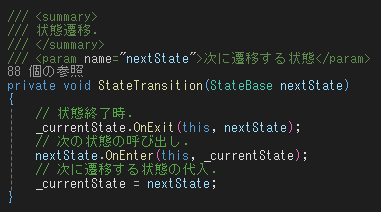 /// <summary>
/// 状態遷移.
/// </summary>
/// <param name="nextState">次に遷移する状態</param>
88 個の参照
private void StateTransition(StateBase nextState)
{
// 状態終了時.
_currentState.OnExit(this, nextState);
// 次の状態の呼び出し.
nextState.OnEnter(this, _currentState);
// 次に遷移する状態の代入.
_currentState = nextState;
}